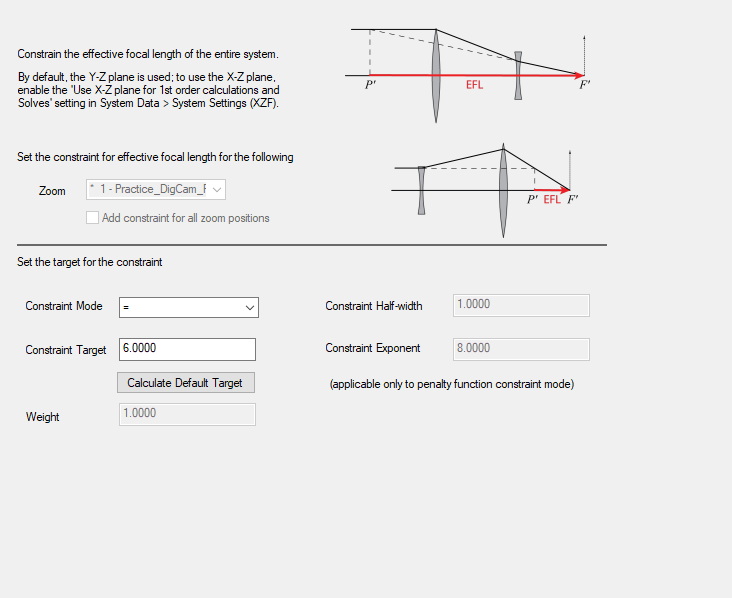 Constrain the effective focal length of the entire system.
By default, the Y-Z plane is used; to use the X-Z plane,
enable the 'Use X-Z plane for 1st order calculations and
Solves' setting in System Data > System Settings (XZF).
P' EFL F'
Set the constraint for effective focal length for the following
Zoom * 1 - Practice_DigCam_F
P' EFL F'
Add constraint for all zoom positions
Set the target for the constraint
Constraint Mode = Constraint Half-width 1.0000
Constraint Target 6.0000 Constraint Exponent 8.0000
Calculate Default Target (applicable only to penalty function constraint mode)
Weight 1.0000